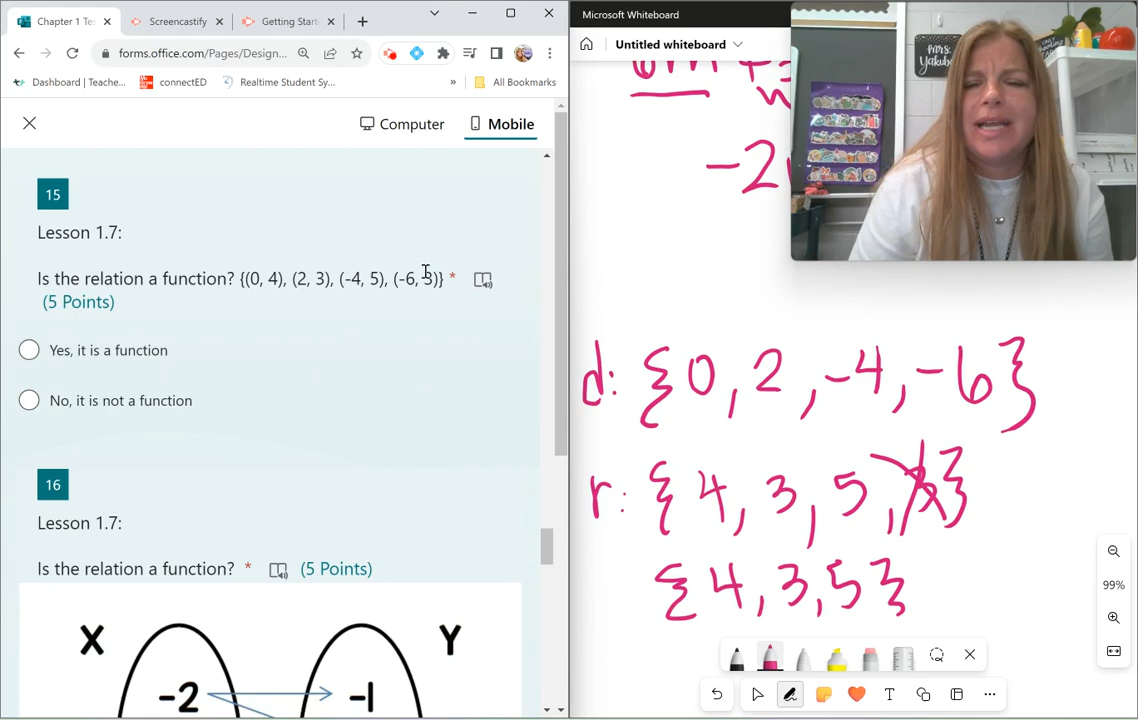 Chapter 1 Te
Screencastify
Getting Start
forms.office.com/Pages/Design...
Dashboard | Teache...
connectED
Realtime Student Sy...
»
All Bookmarks
Computer
Mobile
15
Lesson 1.7:
Is the relation a function? {(0, 4), (2, 3), (-4, 5), (-6, 3)} *
(5 Points)
Yes, it is a function
No, it is not a function
16
Lesson 1.7:
Is the relation a function? * (5 Points)
X Y
-2 -1
Microsoft Whiteboard
Untitled whiteboard
-2
d: {0, 2, -4, -6}
r: {4, 3, 5, 3}
{4, 3, 5}
Mrs.
Yakub
99%